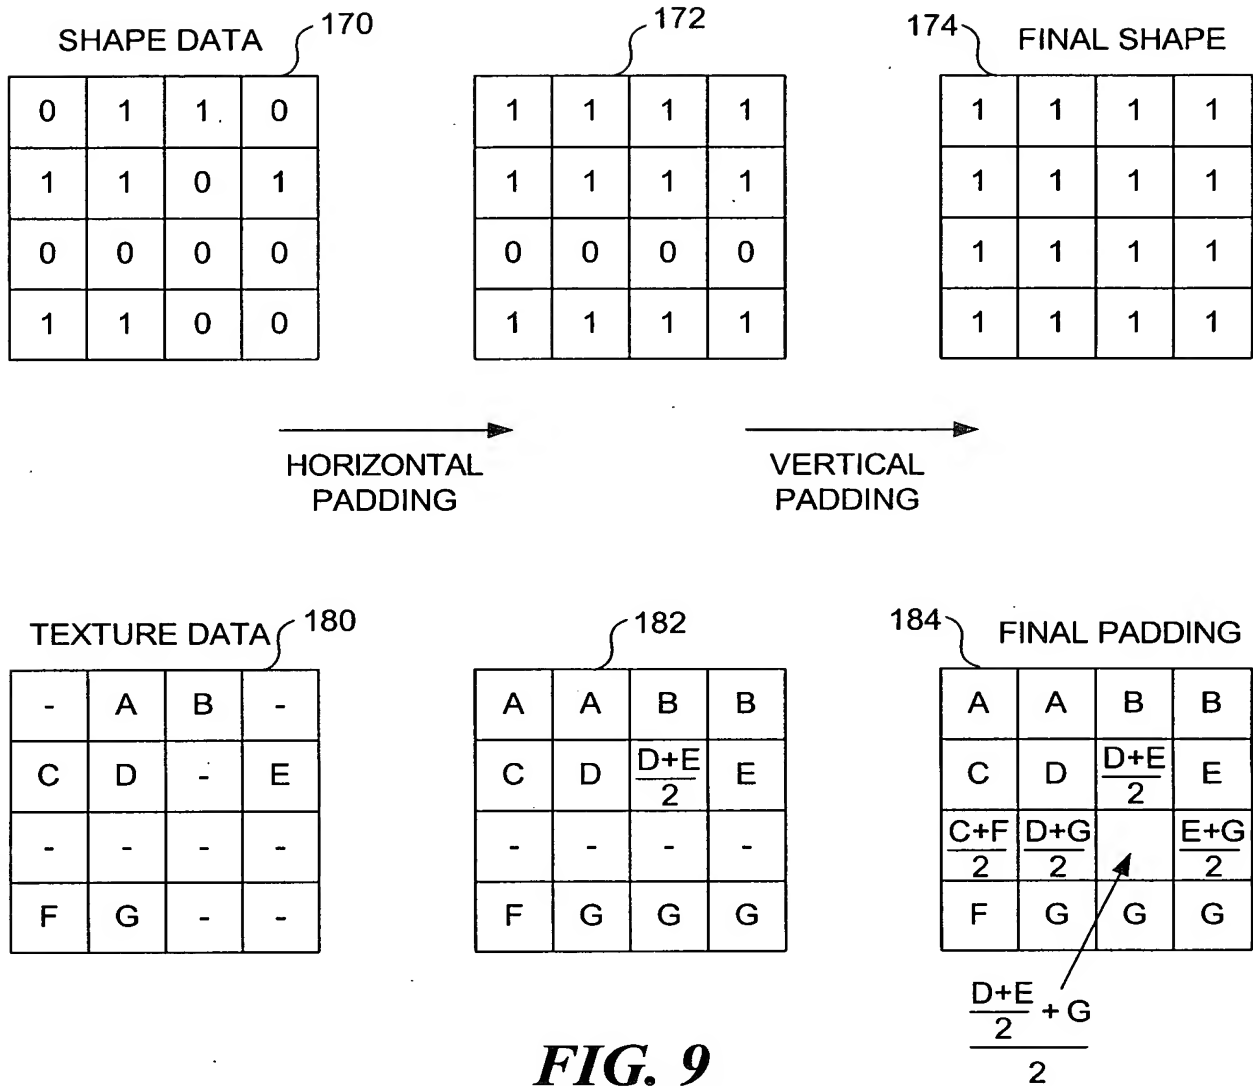 SHAPE DATA 170 172 174 FINAL SHAPE
0 1 1 0 1 1 1 1 1 1 1 1
1 1 0 1 1 1 1 1 1 1 1 1
0 0 0 0 0 0 0 0 1 1 1 1
1 1 0 0 1 1 1 1 1 1 1 1
HORIZONTAL PADDING VERTICAL PADDING
TEXTURE DATA 180 182 184 FINAL PADDING
- A B - A A B B A A B B
C D - E C D D+E/2 E C D D+E/2 E
- - - - - - - - C+F/2 D+G/2 E+G/2
F G - - F G G G F G G G
D+E/2 + G
2
FIG. 9